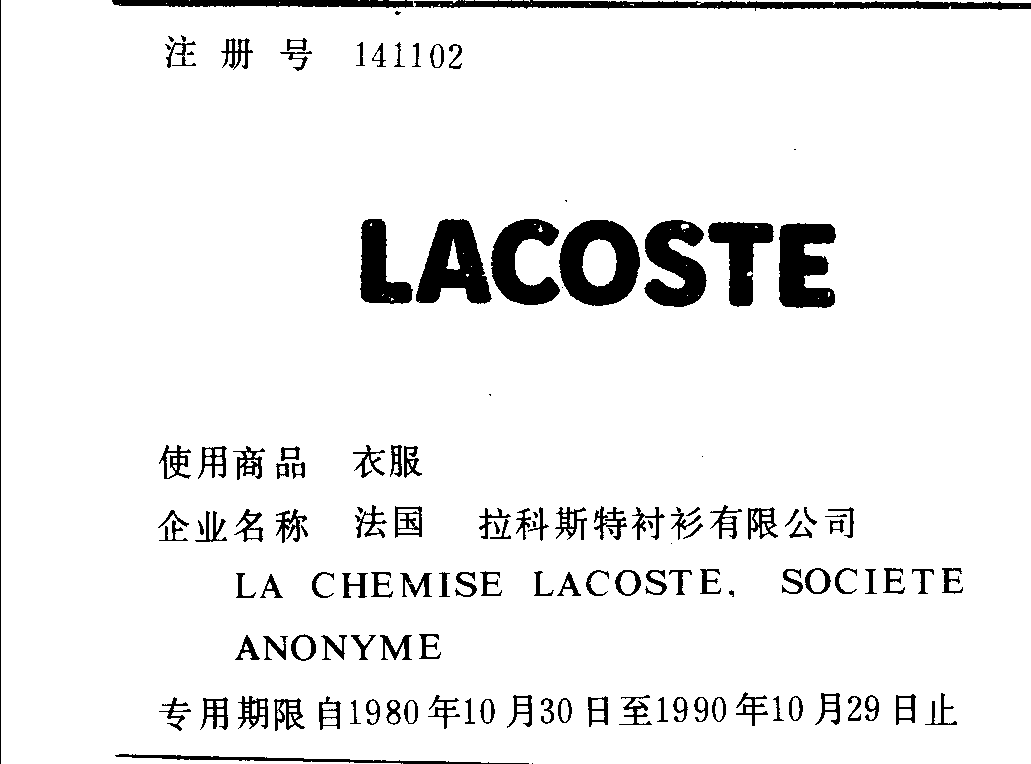 注册号 141102
LACOSTE
使用商品 衣服
企业名称 法国 拉科斯特衬衫有限公司
LA CHEMISE LACOSTE, SOCIETE
ANONYME
专用期限自1980年10月30日至1990年10月29日止